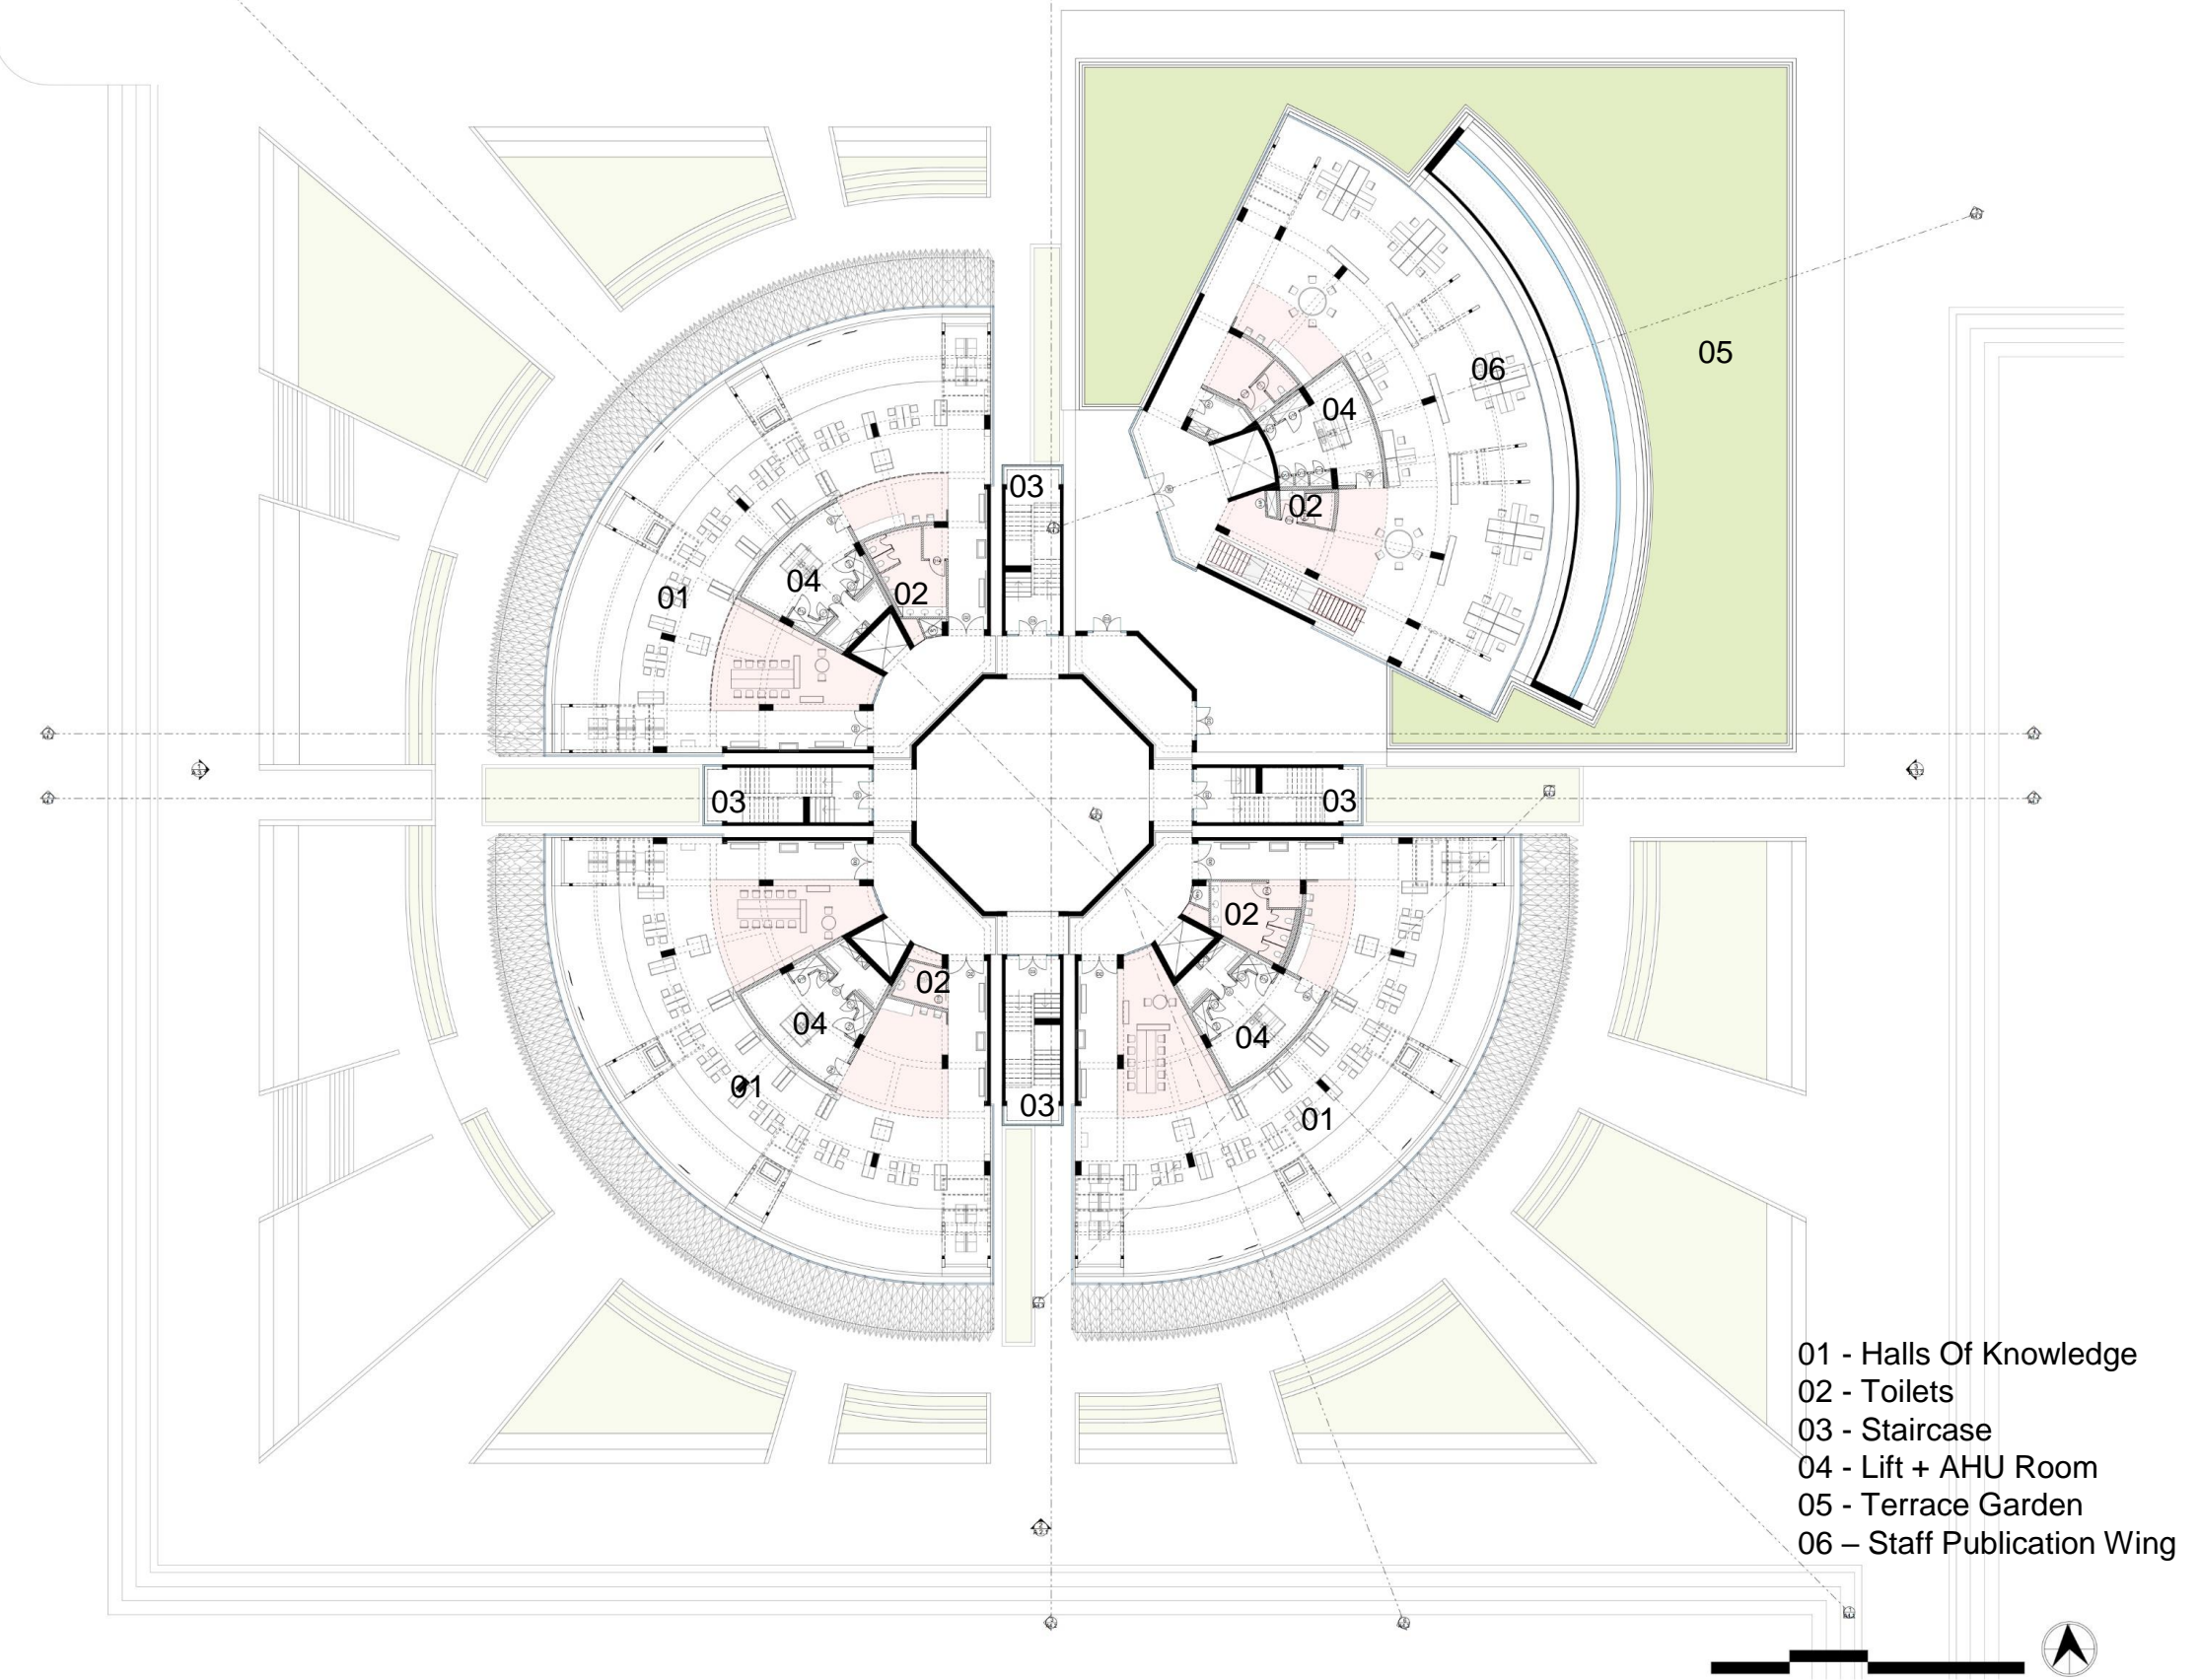 05
06
04
03
02
04
02
01
03
03
02
02
04
04
01
03
01
01 - Halls Of Knowledge
02 - Toilets
03 - Staircase
04 - Lift + AHU Room
05 - Terrace Garden
06 – Staff Publication Wing